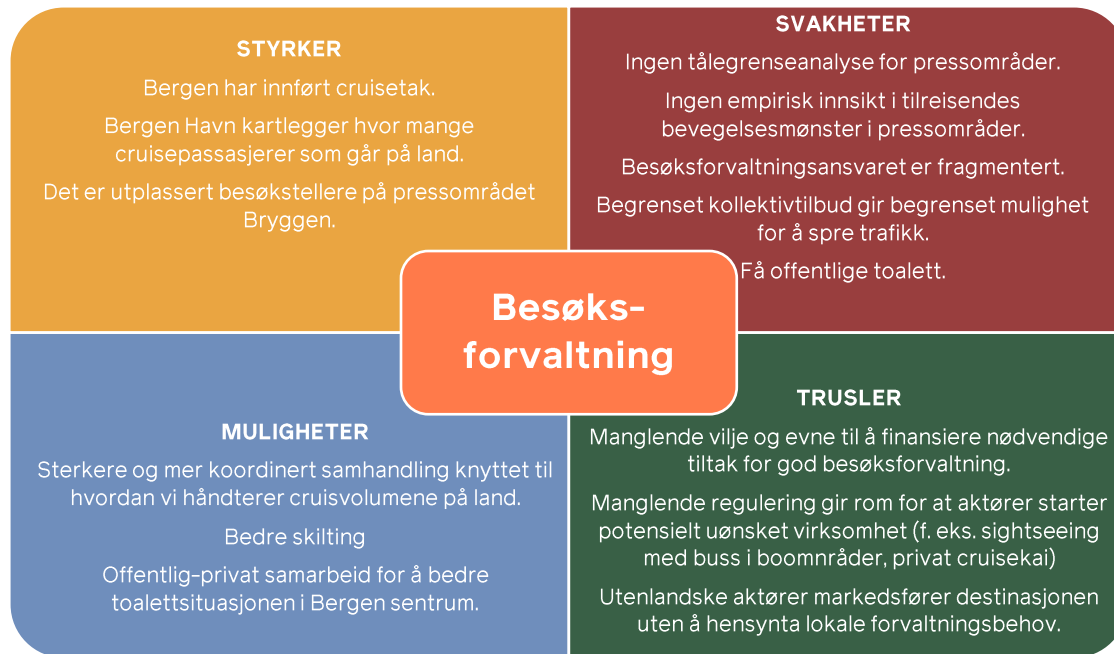 STYRKER
Bergen har innført cruisetak.
Bergen Havn kartlegger hvor mange
cruisepassasjerer som går på land.
Det er utplassert besøkstellere på pressområdet
Bryggen.
SVAKHETER
Ingen tålegrenseanalyse for pressområder.
Ingen empirisk innsikt i tilreisendes
bevegelsesmønster i pressområder.
Besøksforvaltningsansvaret er fragmentert.
Begrenset kollektivtilbud gir begrenset mulighet
for å spre trafikk.
Få offentlige toalett.
Besøks-
forvaltning
MULIGHETER
Sterkere og mer koordinert samhandling knyttet til
hvordan vi håndterer cruisvolumene på land.
Bedre skilting
Offentlig-privat samarbeid for å bedre
toalettsituasjonen i Bergen sentrum.
TRUSLER
Manglende vilje og evne til å finansiere nødvendige
tiltak for god besøksforvaltning.
Manglende regulering gir rom for at aktører starter
potensielt uønsket virksomhet (f. eks. sightseeing
med buss i boomnråder, privat cruisekai)
Utenlandske aktører markedsfører destinasjonen
uten å hensynta lokale forvaltningsbehov.